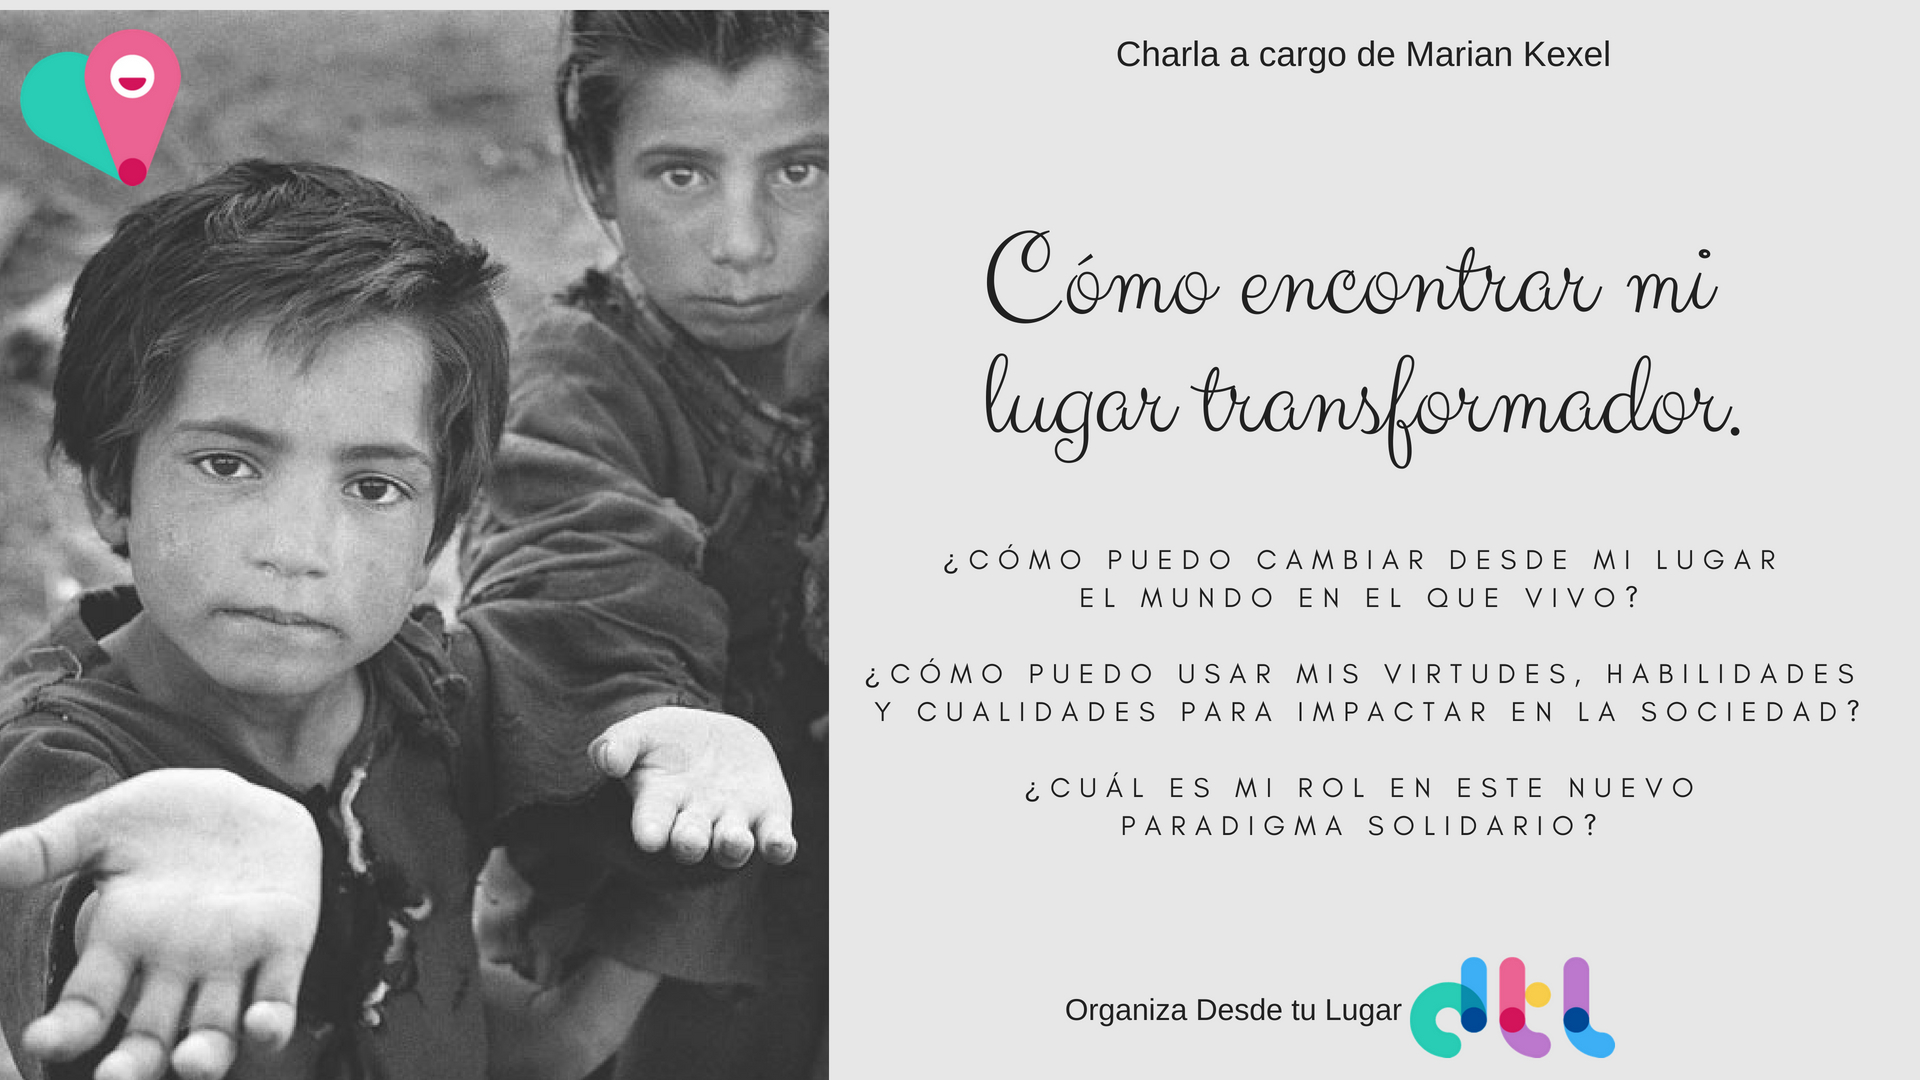 Charla a cargo de Marian Kexel
Cómo encontrar mi
lugar transformador.
¿CÓMO PUEDO CAMBIAR DESDE MI LUGAR
EL MUNDO EN EL QUE VIVO?
¿CÓMO PUEDO USAR MIS VIRTUDES, HABILIDADES
Y CUALIDADES PARA IMPACTAR EN LA SOCIEDAD?
¿CUÁL ES MI ROL EN ESTE NUEVO
PARADIGMA SOLIDARIO?
Organiza Desde tu Lugar dtl